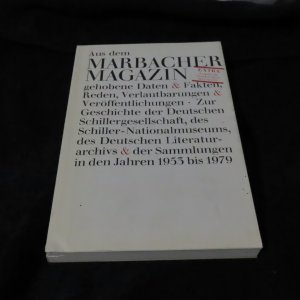 Aus dem
MARBACHER
MAGAZIN
EXTRA
gehobene Daten & Fakten,
Reden, Verlautbarungen &
Veröffentlichungen · Zur
Geschichte der Deutschen
Schillergesellschaft, des
Schiller-Nationalmuseums,
des Deutschen Literatur-
archivs & der Sammlungen
in den Jahren 1953 bis 1979